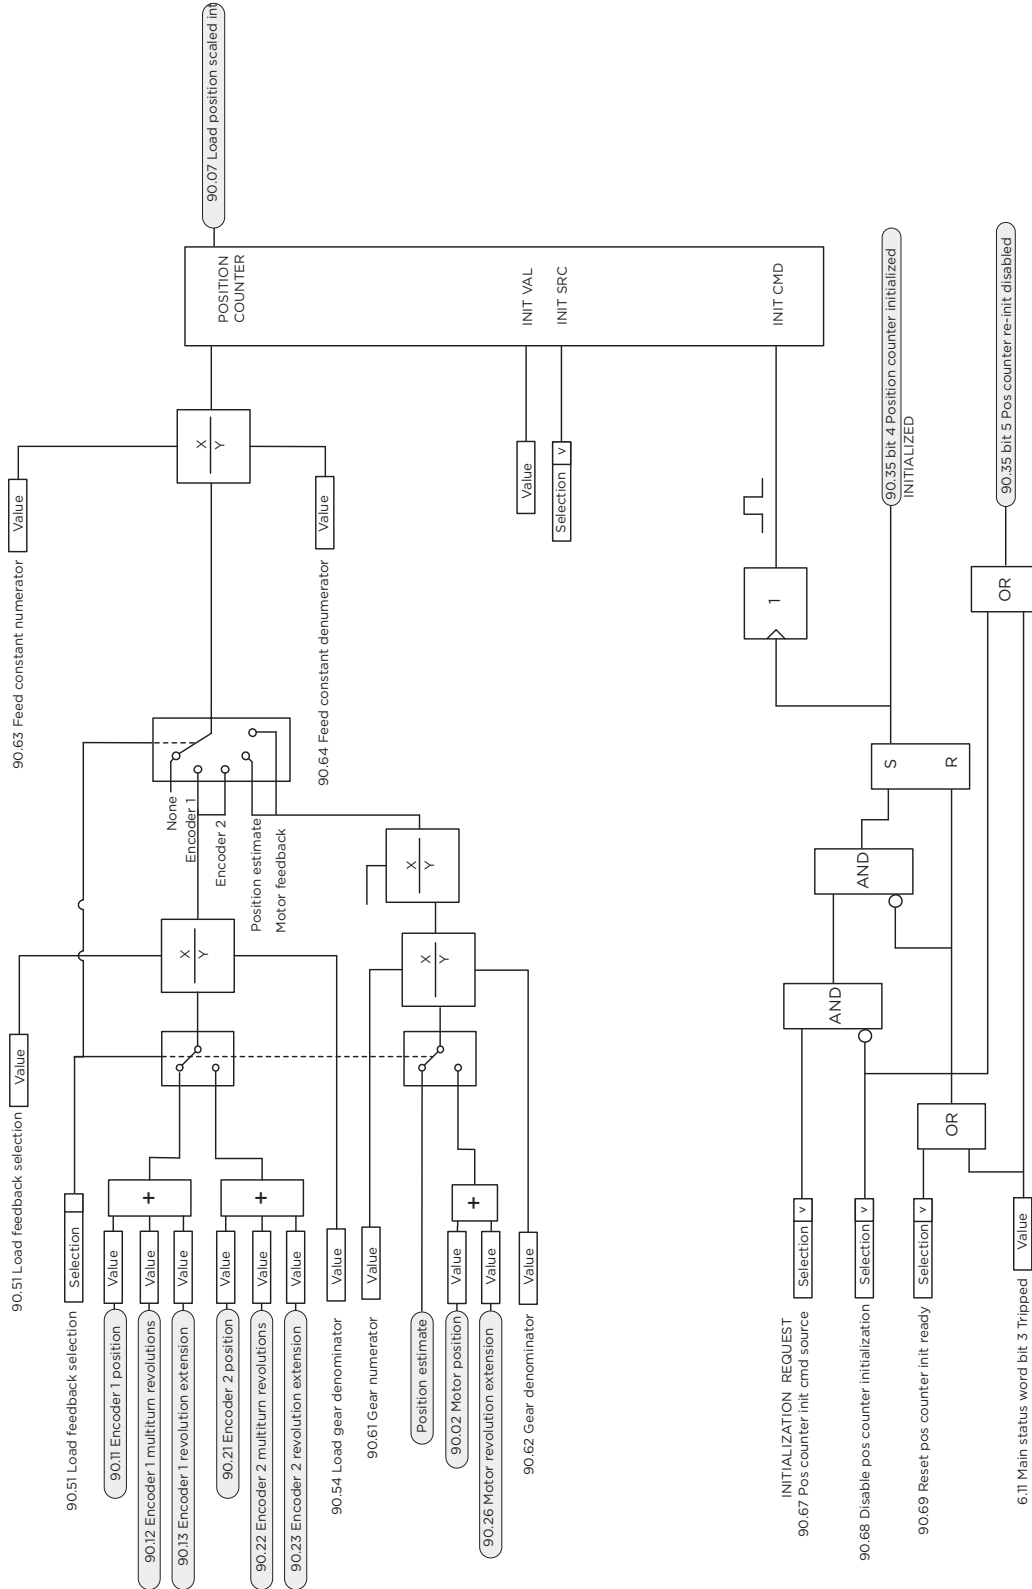 90.63 Feed constant numerator
Value
90.64 Feed constant denumerator
Value
X
Y
90.07 Load position scaled int
POSITION
COUNTER
INIT VAL
INIT SRC
INIT CMD
Value
Selection
v
1
90.51 Load feedback selection
Value
90.51 Load feedback selection
Selection
90.11 Encoder 1 position
Value
90.12 Encoder 1 multiturn revolutions
Value
90.13 Encoder 1 revolution extension
Value
+
90.21 Encoder 2 position
Value
90.22 Encoder 2 multiturn revolutions
Value
90.23 Encoder 2 revolution extension
Value
+
90.54 Load gear denominator
Value
X
Y
None
Encoder 1
Encoder 2
Position estimate
Motor feedback
90.61 Gear numerator
Value
Position estimate
90.02 Motor position
Value
90.26 Motor revolution extension
Value
+
90.62 Gear denominator
Value
X
Y
X
Y
INITIALIZATION REQUEST
90.67 Pos counter init cmd source
Selection
v
90.68 Disable pos counter initialization
Selection
v
90.69 Reset pos counter init ready
Selection
v
6.11 Main status word bit 3 Tripped
Value
AND
AND
OR
S
R
OR
90.35 bit 4 Position counter initialized
INITIALIZED
90.35 bit 5 Pos counter re-init disabled